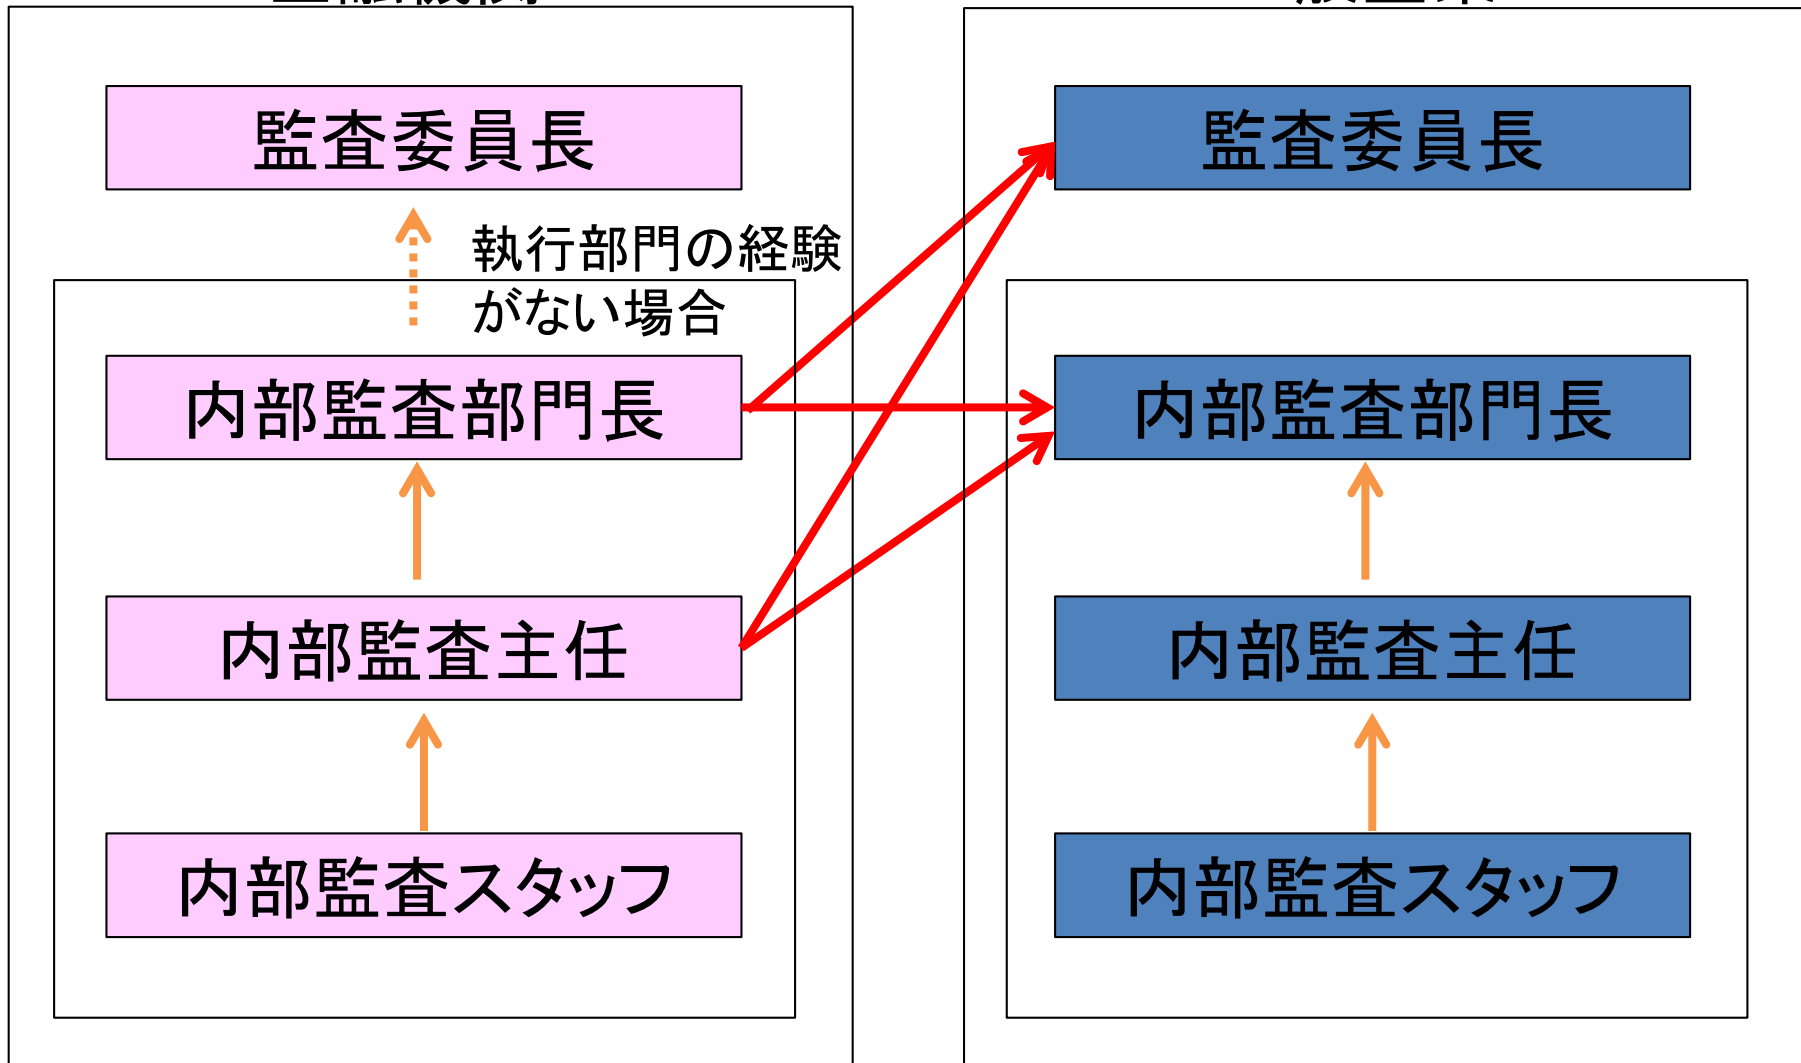 監査委員長
執行部門の経験
がない場合
内部監査部門長
内部監査主任
内部監査スタッフ
監査委員長
内部監査部門長
内部監査主任
内部監査スタッフ